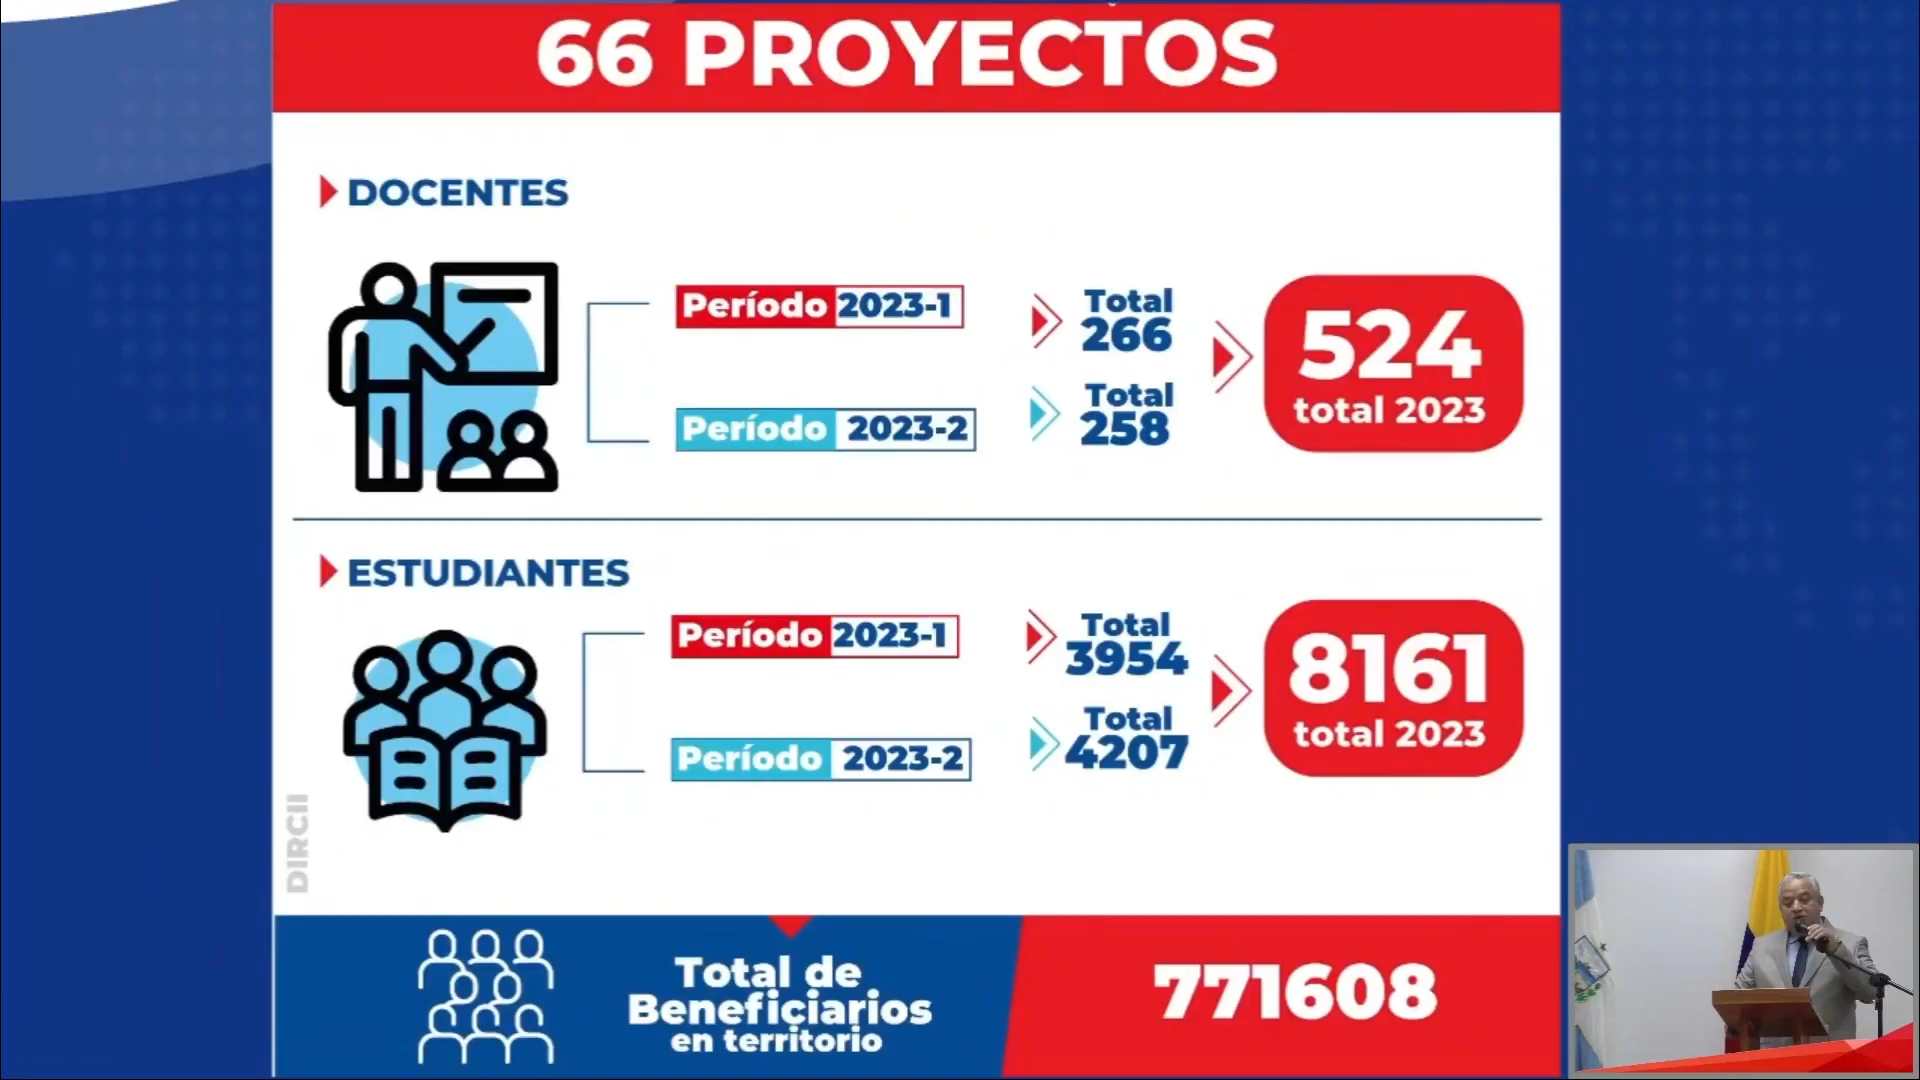 66 PROYECTOS
DOCENTES
Período 2023-1
Total
266
Período 2023-2
Total
258
524
total 2023
ESTUDIANTES
Período 2023-1
Total
3954
Período 2023-2
Total
4207
8161
total 2023
DIRCII
Total de
Beneficiarios
en territorio
771608